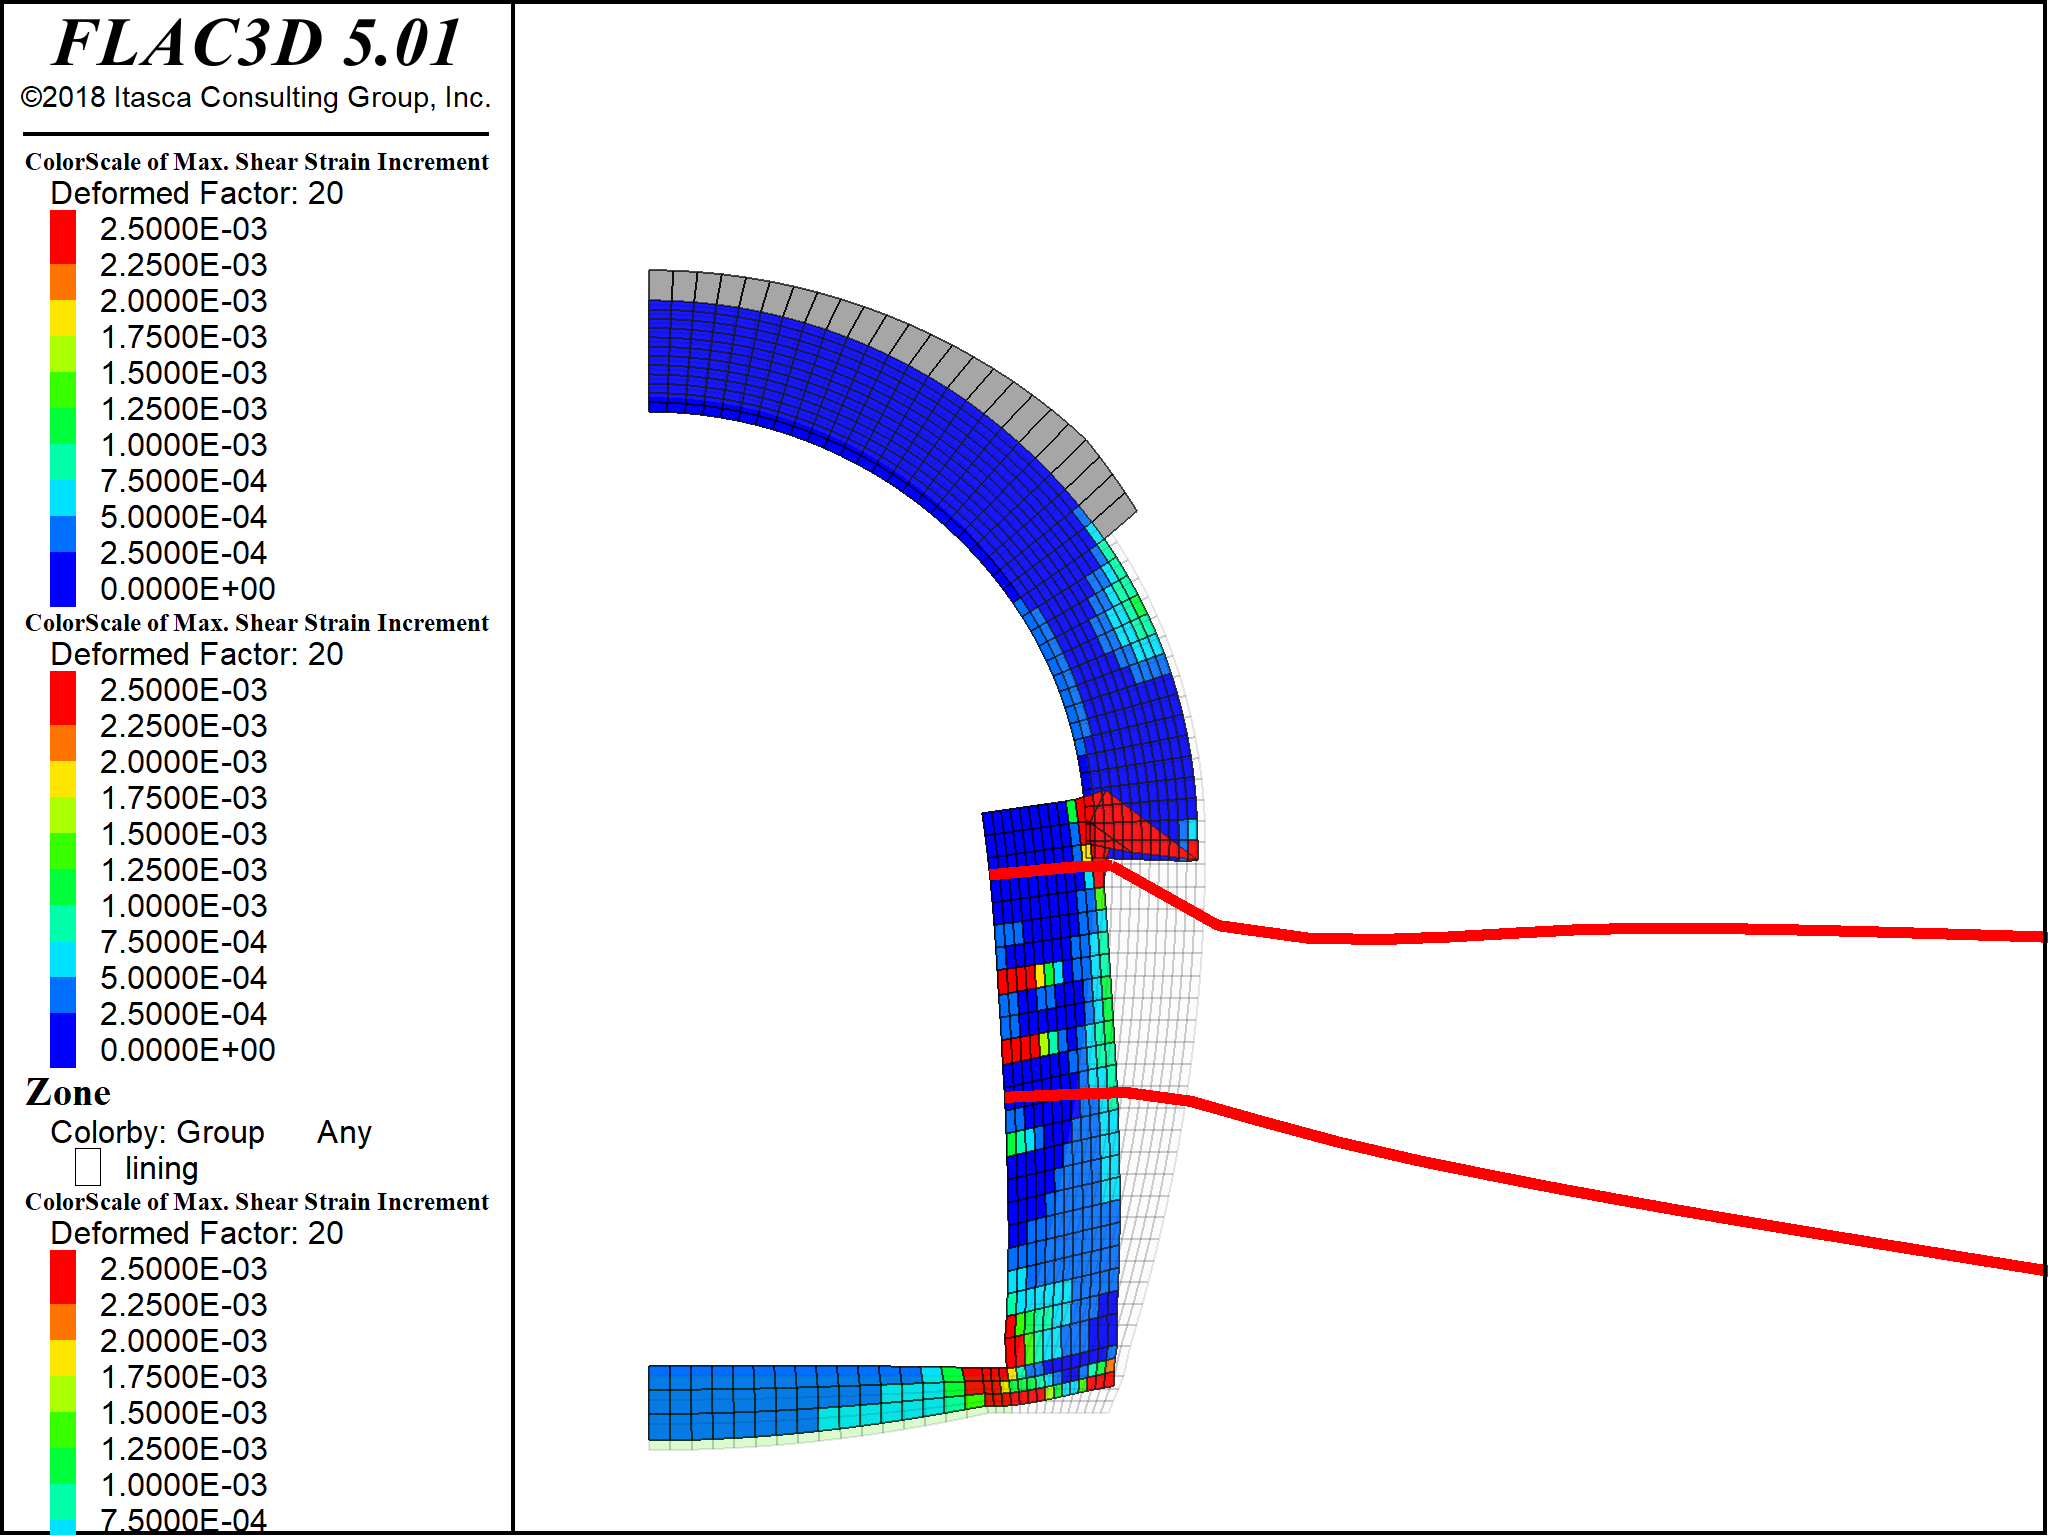 FLAC3D 5.01
©2018 Itasca Consulting Group, Inc.
ColorScale of Max. Shear Strain Increment
Deformed Factor: 20
2.5000E-03
2.2500E-03
2.0000E-03
1.7500E-03
1.5000E-03
1.2500E-03
1.0000E-03
7.5000E-04
5.0000E-04
2.5000E-04
0.0000E+00
ColorScale of Max. Shear Strain Increment
Deformed Factor: 20
2.5000E-03
2.2500E-03
2.0000E-03
1.7500E-03
1.5000E-03
1.2500E-03
1.0000E-03
7.5000E-04
5.0000E-04
2.5000E-04
0.0000E+00
Zone
Colorby: Group Any
lining
ColorScale of Max. Shear Strain Increment
Deformed Factor: 20
2.5000E-03
2.2500E-03
2.0000E-03
1.7500E-03
1.5000E-03
1.2500E-03
1.0000E-03
7.5000E-04